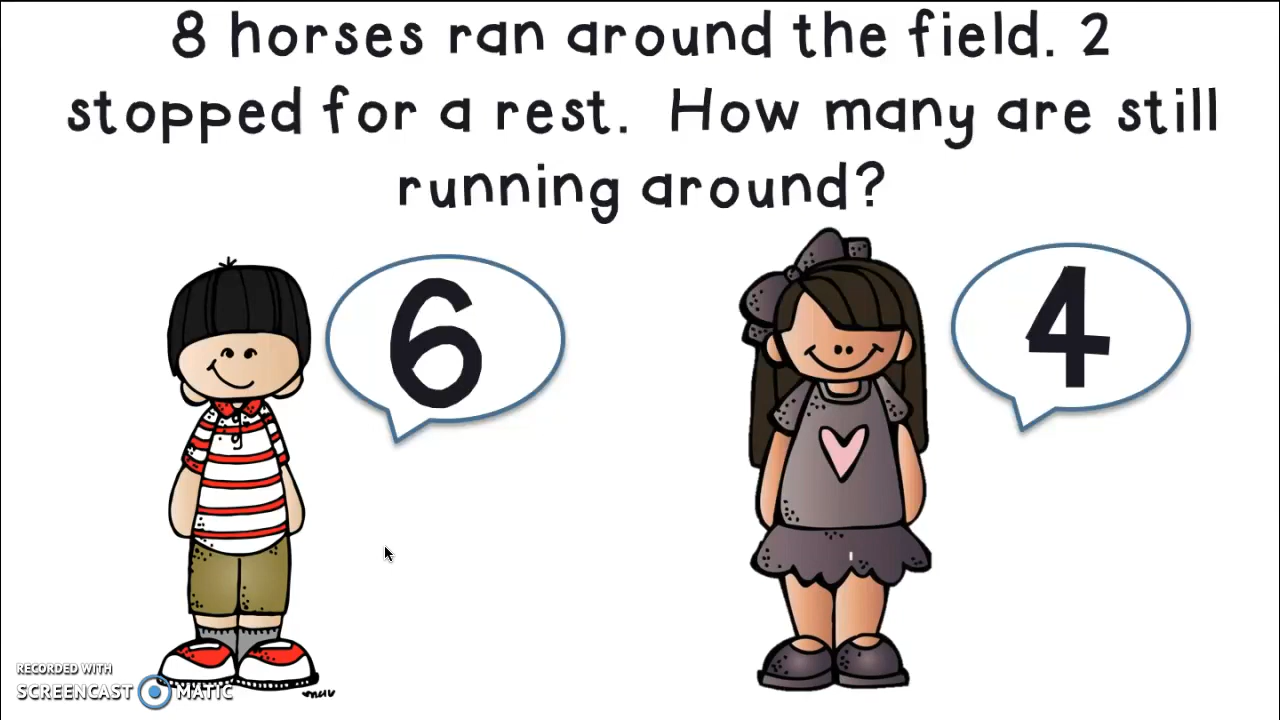 8 horses ran around the field. 2
stopped for a rest. How many are still
running around?
6
4
RECORDED WITH
SCREENCAST MATIC